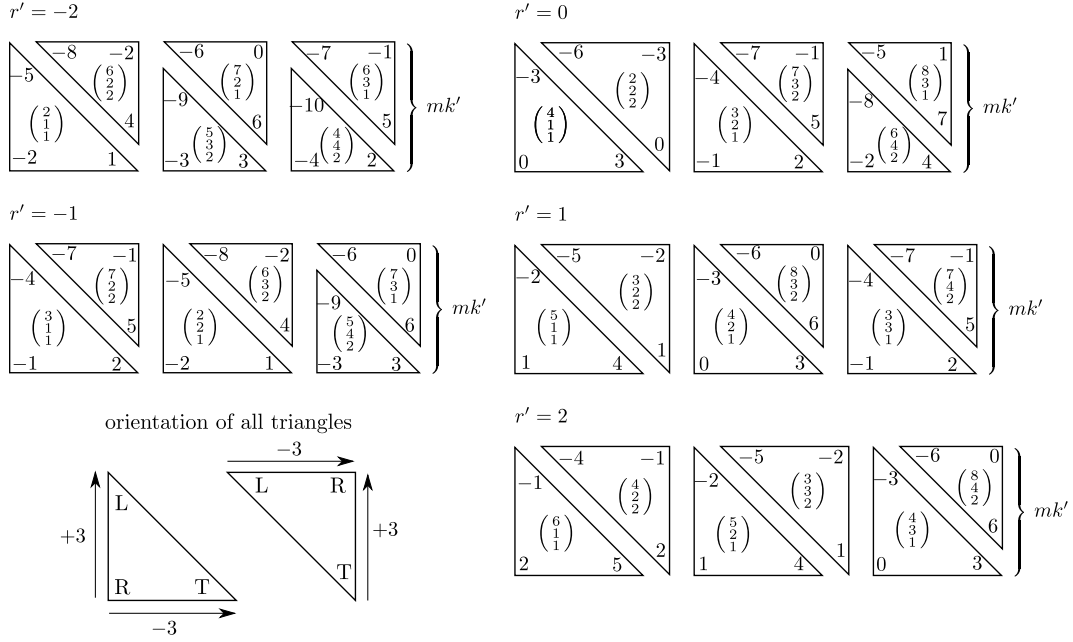 r′ = −2
−8 −2 −6 0 −7 −1
−5 (6 2 2) (7 2 1) (6 3 1)
−9 −10 mk′
(2 1 1) 4 6 5
(5 3 2) (4 4 2)
−2 1 −3 3 −4 2
r′ = 0
−6 −3 −7 −1 −5 1
−3 (2 2 2) −4 (7 3 2) (8 3 1)
−8 mk′
(4 1 1) (3 2 1) 5 7
0 (6 4 2)
0 3 −1 2 −2 4
r′ = −1
−7 −1 −8 −2 −6 0
−4 (7 2 2) −5 (6 3 2) (7 3 1)
−9 mk′
(3 1 1) 5 (2 2 1) 4 (5 4 2) 6
−1 2 −2 1 −3 3
r′ = 1
−5 −2 −6 0 −7 −1
−2 (3 2 2) −3 (8 3 2) −4 (7 4 2)
mk′
(5 1 1) (4 2 1) 6 (3 3 1) 5
1
1 4 0 3 −1 2
orientation of all triangles
−3
L L R
+3 +3
T
R T
−3
r′ = 2
−4 −1 −5 −2 −6 0
−1 (4 2 2) −2 (3 3 2) −3 (8 4 2)
mk′
(6 1 1) (5 2 1) (4 3 1) 6
2 1
2 5 1 4 0 3